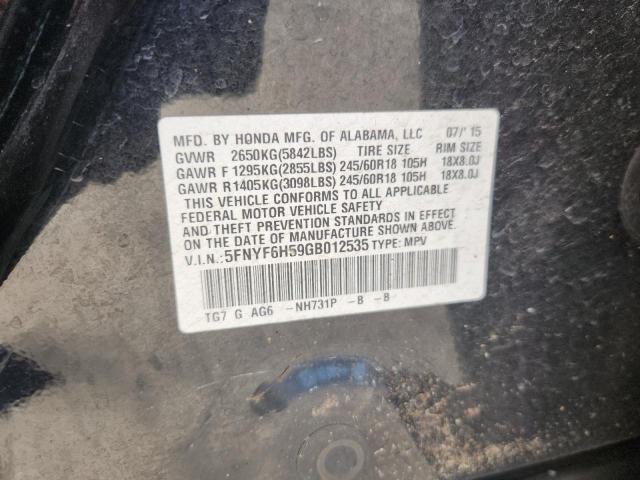 MFD. BY HONDA MFG. OF ALABAMA, LLC 07/'15
GVWR 2650KG(5842LBS) TIRE SIZE RIM SIZE
GAWR F 1295KG(2855LBS) 245/60R18 105H 18X8.0J
GAWR R1405KG(3098LBS) 245/60R18 105H 18X8.0J
THIS VEHICLE CONFORMS TO ALL APPLICABLE
FEDERAL MOTOR VEHICLE SAFETY
AND THEFT PREVENTION STANDARDS IN EFFECT
ON THE DATE OF MANUFACTURE SHOWN ABOVE.
V.I.N.: 5FNYF6H59GB012535 TYPE: MPV
TG7 G AG6 -NH731P -B -B